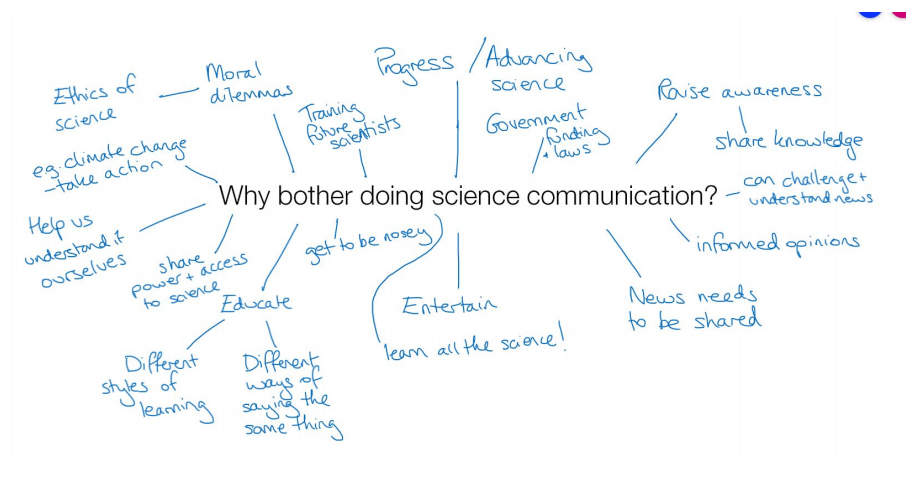 Progress / Advancing
science
Moral
dilemmas
Ethics of
science
Training
future
scientists
Government
funding
+ laws
Raise awareness
share knowledge
eg. climate change
- take action
Why bother doing science communication?
can challenge +
understand news
Help us
understand it
ourselves
share
power + access
to science
get to be nosey
informed opinions
Educate
Entertain
News needs
to be shared
learn all the science!
Different
styles of
learning
Different
ways of
saying the
same thing